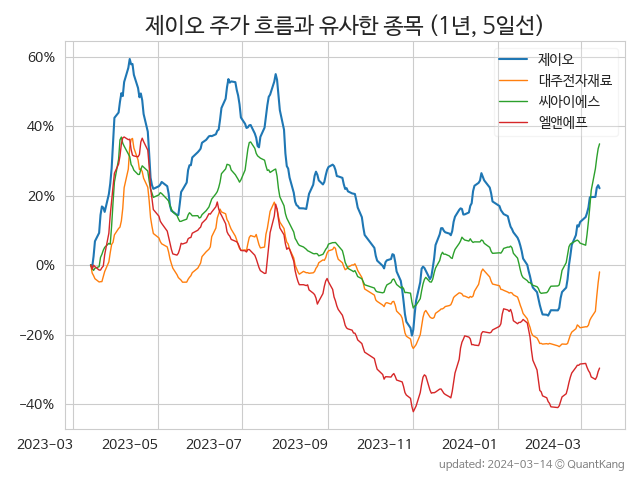 제이오 주가 흐름과 유사한 종목 (1년, 5일선)
제이오
대주전자재료
씨아이에스
엘앤에프
60%
40%
20%
0%
−20%
−40%
2023-03
2023-05
2023-07
2023-09
2023-11
2024-01
2024-03
updated: 2024-03-14 © QuantKang